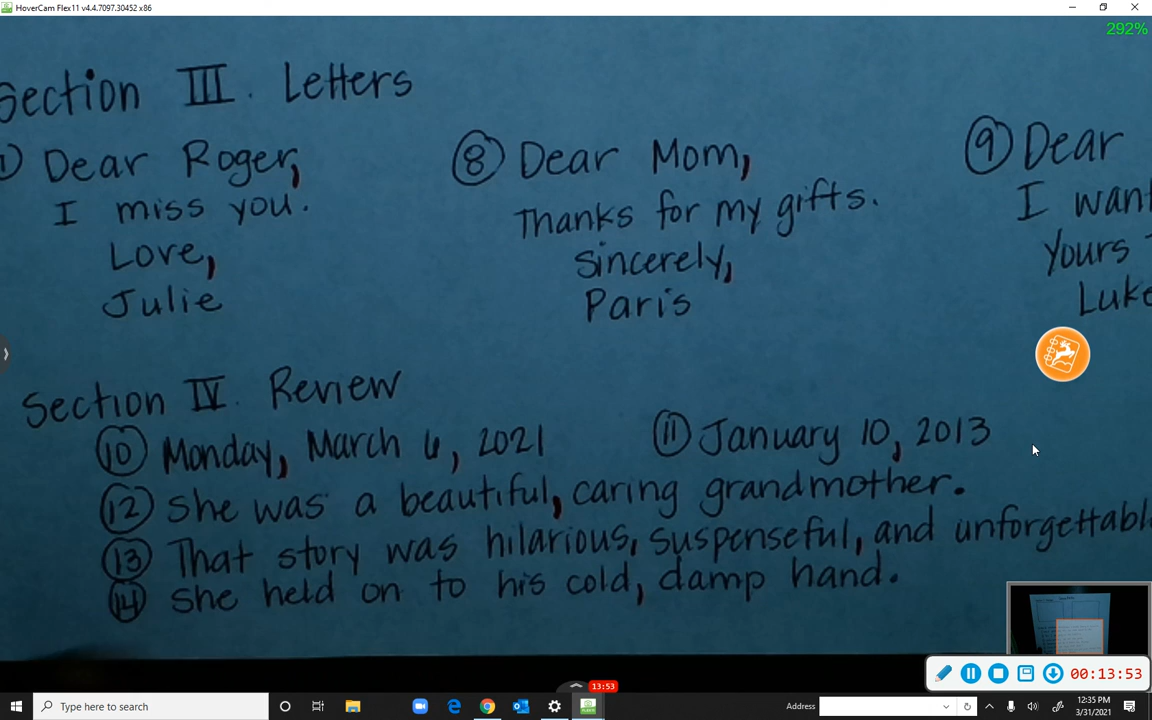 HoverCam Flex11 v4.4.7097.30452 x86
292%
Section III. Letters
Dear Roger,
I miss you.
Love,
Julie
8 Dear Mom,
Thanks for my gifts.
Sincerely,
Paris
9 Dear
I want
Yours
Luke
Section IV. Review
10 Monday, March 6, 2021
11 January 10, 2013
12 She was a beautiful, caring grandmother.
13 That story was hilarious, suspenseful, and unforgettabl
14 She held on to his cold, damp hand.
00:13:53
13:53
Type here to search
Address
12:35 PM
3/31/2021